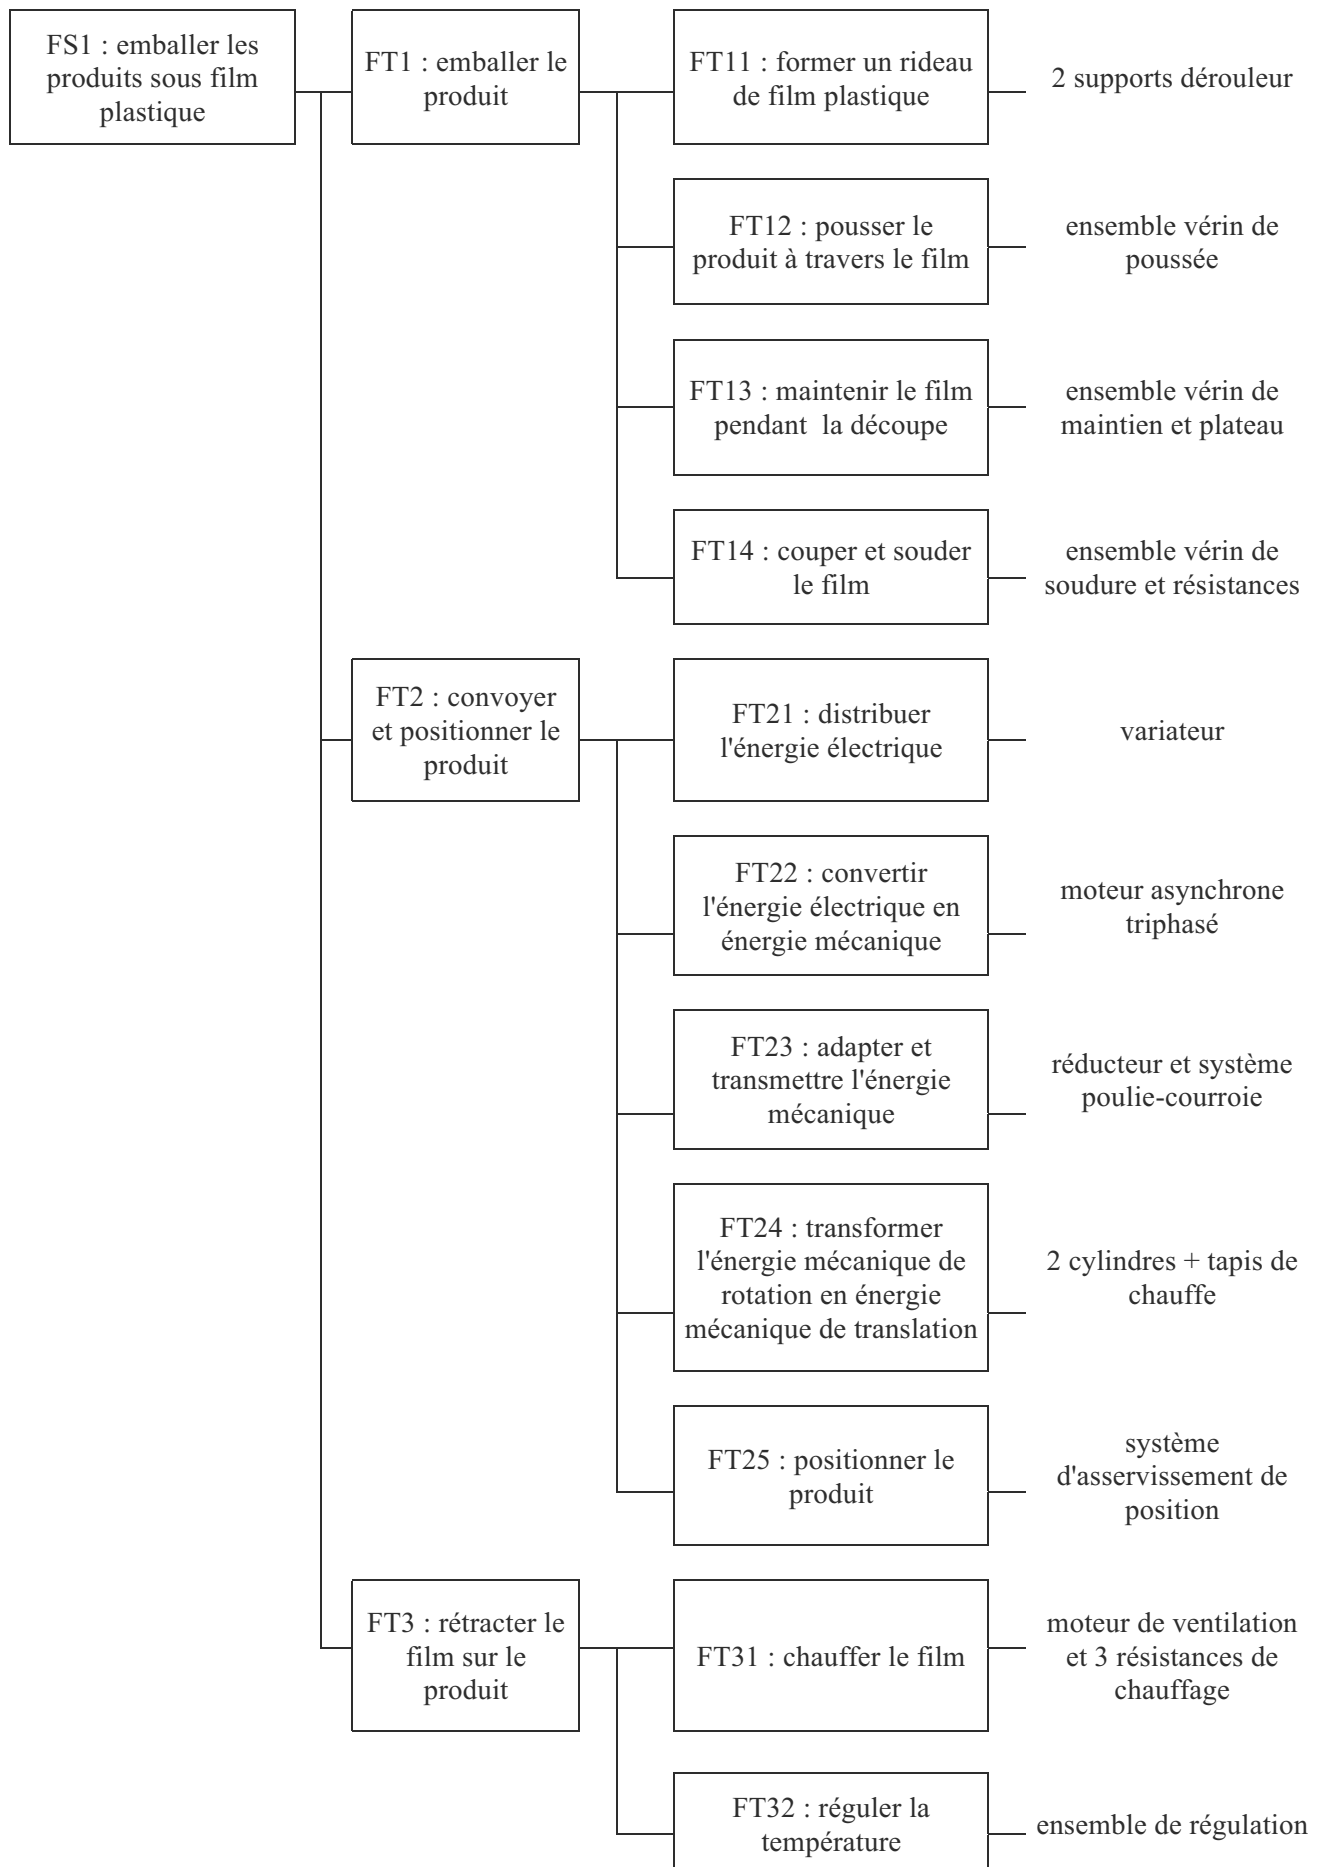 FS1 : emballer les
produits sous film
plastique
FT1 : emballer le
produit
FT11 : former un rideau
de film plastique
2 supports dérouleur
FT12 : pousser le
produit à travers le film
ensemble vérin de
poussée
FT13 : maintenir le film
pendant  la découpe
ensemble vérin de
maintien et plateau
FT14 : couper et souder
le film
ensemble vérin de
soudure et résistances
FT2 : convoyer
et positionner le
produit
FT21 : distribuer
l'énergie électrique
variateur
FT22 : convertir
l'énergie électrique en
énergie mécanique
moteur asynchrone
triphasé
FT23 : adapter et
transmettre l'énergie
mécanique
réducteur et système
poulie-courroie
FT24 : transformer
l'énergie mécanique de
rotation en énergie
mécanique de translation
2 cylindres + tapis de
chauffe
FT25 : positionner le
produit
système
d'asservissement de
position
FT3 : rétracter le
film sur le
produit
FT31 : chauffer le film
moteur de ventilation
et 3 résistances de
chauffage
FT32 : réguler la
température
ensemble de régulation